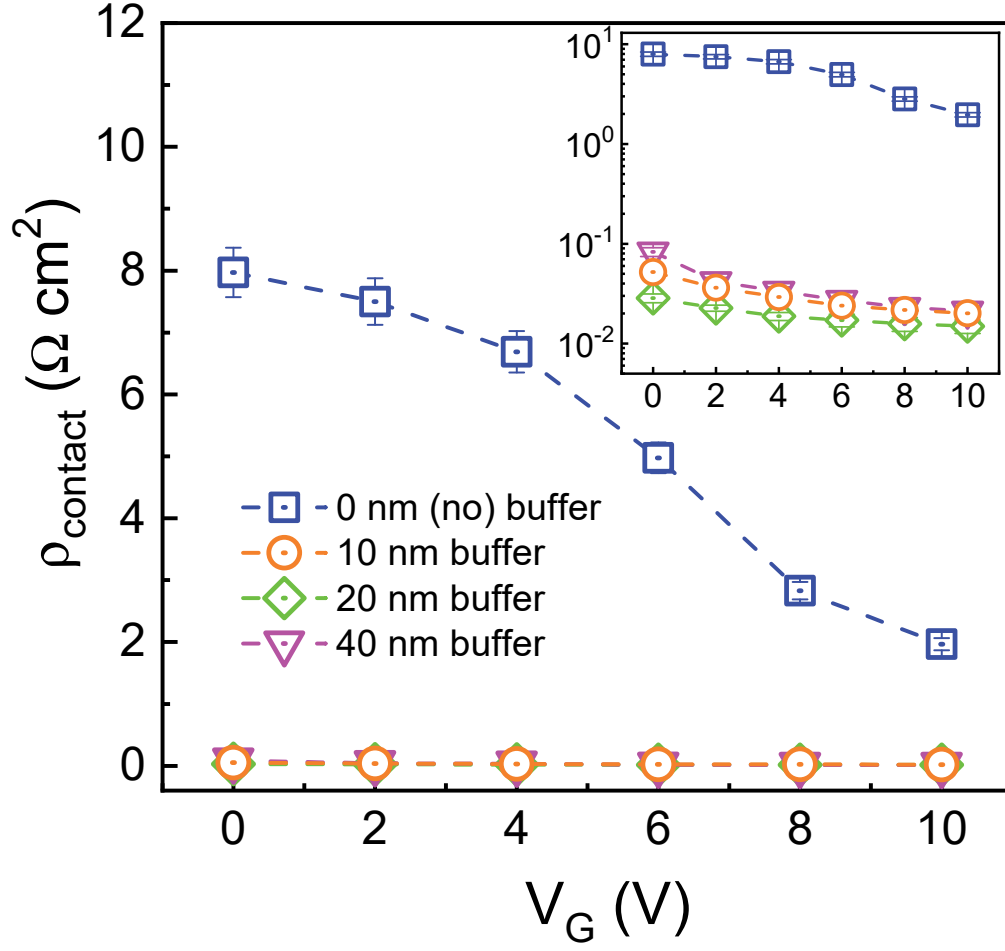 ρcontact (Ω cm²)
12
10
8
6
4
2
0
0 2 4 6 8 10
V_G (V)
0 nm (no) buffer
10 nm buffer
20 nm buffer
40 nm buffer
10¹
10⁰
10⁻¹
10⁻²
0 2 4 6 8 10